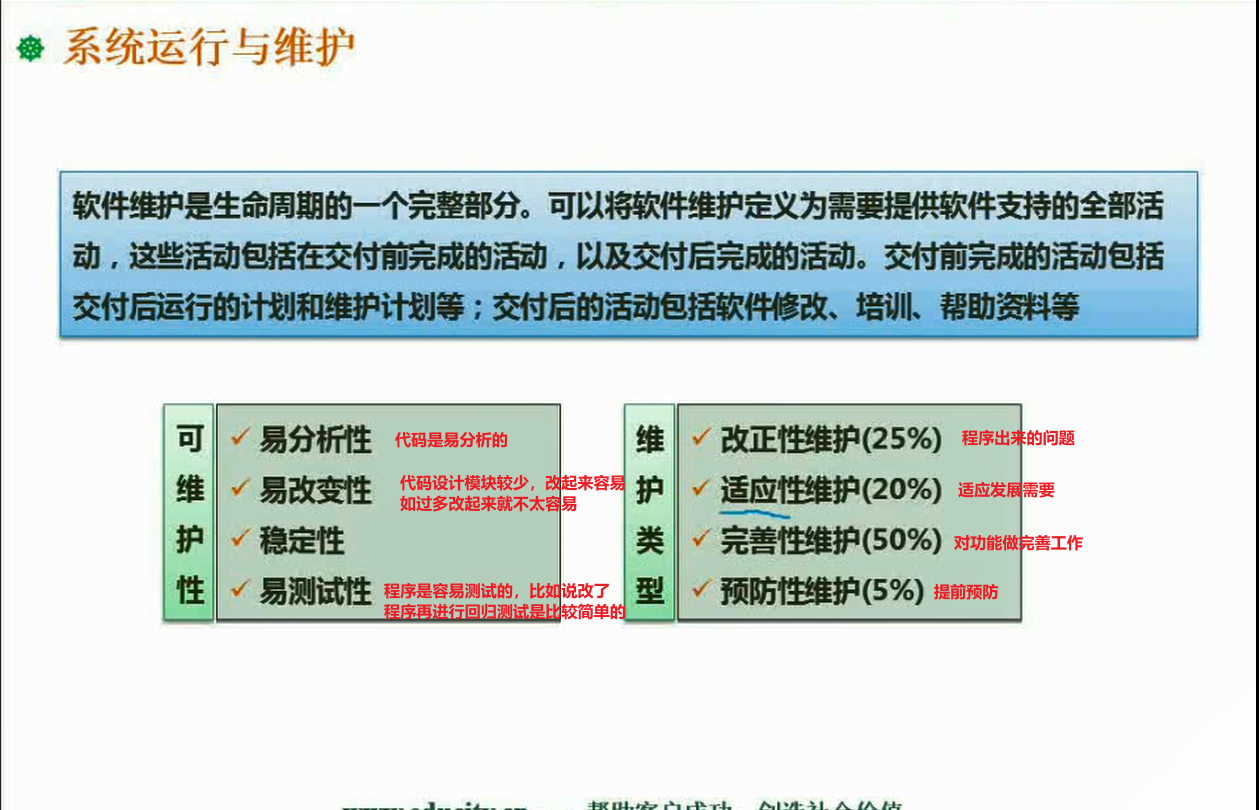 系统运行与维护
软件维护是生命周期的一个完整部分。可以将软件维护定义为需要提供软件支持的全部活
动，这些活动包括在交付前完成的活动，以及交付后完成的活动。交付前完成的活动包括
交付后运行的计划和维护计划等；交付后的活动包括软件修改、培训、帮助资料等
可维护性
易分析性 代码是易分析的
易改变性 代码设计模块较少，改起来容易
如过多改起来就不太容易
稳定性
易测试性 程序是容易测试的，比如说改了
程序再进行回归测试是比较简单的
维护类型
改正性维护(25%) 程序出来的问题
适应性维护(20%) 适应发展需要
完善性维护(50%) 对功能做完善工作
预防性维护(5%) 提前预防
www.educity.cn 帮助客户成功 创造社会价值